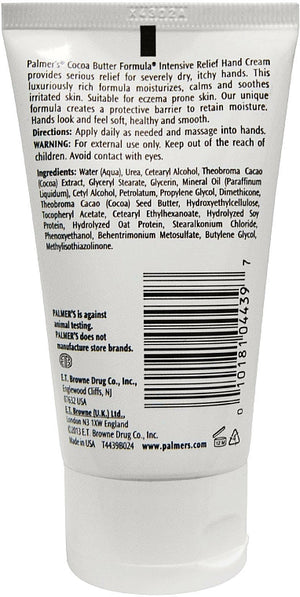 Palmer's® Cocoa Butter Formula® Intensive Relief Hand Cream
provides serious relief for severely dry, itchy hands. This
luxuriously rich formula moisturizes, calms and soothes
irritated skin. Suitable for eczema prone skin. Our unique
formula creates a protective barrier to retain moisture.
Hands look and feel soft, healthy and smooth.
Directions: Apply daily as needed and massage into hands.
WARNING: For external use only. Keep out of the reach of
children. Avoid contact with eyes.
Ingredients: Water (Aqua), Urea, Cetearyl Alcohol, Theobroma Cacao
(Cocoa) Extract, Glyceryl Stearate, Glycerin, Mineral Oil (Paraffinum
Liquidum), Cetyl Alcohol, Petrolatum, Propylene Glycol, Dimethicone,
Theobroma Cacao (Cocoa) Seed Butter, Hydroxyethylcellulose,
Tocopheryl Acetate, Cetearyl Ethylhexanoate, Hydrolyzed Soy
Protein, Hydrolyzed Oat Protein, Stearalkonium Chloride,
Phenoxyethanol, Behentrimonium Metosulfate, Butylene Glycol,
Methylisothiazolinone.
PALMER'S is against
animal testing.
PALMER'S does not
manufacture store brands.
E.T. Browne Drug Co., Inc.,
Englewood Cliffs, NJ
07632 USA
E.T. Browne (U.K.) Ltd.,
London N3 1XW England
©2013 E.T. Browne Drug Co., Inc.
Made in USA T4439B024 www.palmers.com
12 M
0 10181 04439 7